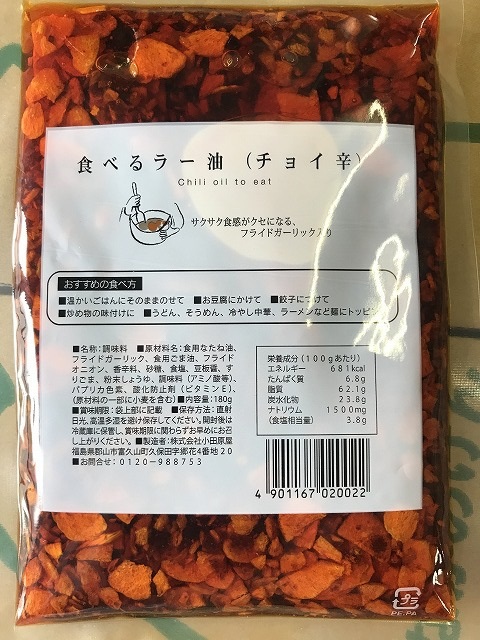 食べるラー油（チョイ辛）
Chili oil to eat
サクサク食感がクセになる、
フライドガーリック入り
おすすめの食べ方
■温かいごはんにそのままのせて ■お豆腐にかけて ■餃子につけて
■炒め物の味付けに ■うどん、そうめん、冷やし中華、ラーメンなど麺にトッピング
■名称：調味料 ■原材料名：食用なたね油、
フライドガーリック、食用ごま油、フライド
オニオン、香辛料、砂糖、食塩、豆板醤、す
りごま、粉末しょうゆ、調味料（アミノ酸等）、
パプリカ色素、酸化防止剤（ビタミンE）、
（原材料の一部に小麦を含む）■内容量：180g
■賞味期限：袋上部に記載 ■保存方法：直射
日光、高温多湿を避け保存してください。開封後は
冷蔵庫に保管し、賞味期限に関わらずお早めにお召
し上がりください。■製造者：株式会社小田原屋
福島県郡山市富久山町久保田字郷花4番地20
■お問合せ：0120-988753
栄養成分（100gあたり）
エネルギー 681kcal
たんぱく質 6.8g
脂質 62.1g
炭水化物 23.8g
ナトリウム 1500mg
（食塩相当量） 3.8g
4 901167 020022
プラ
PE:PA